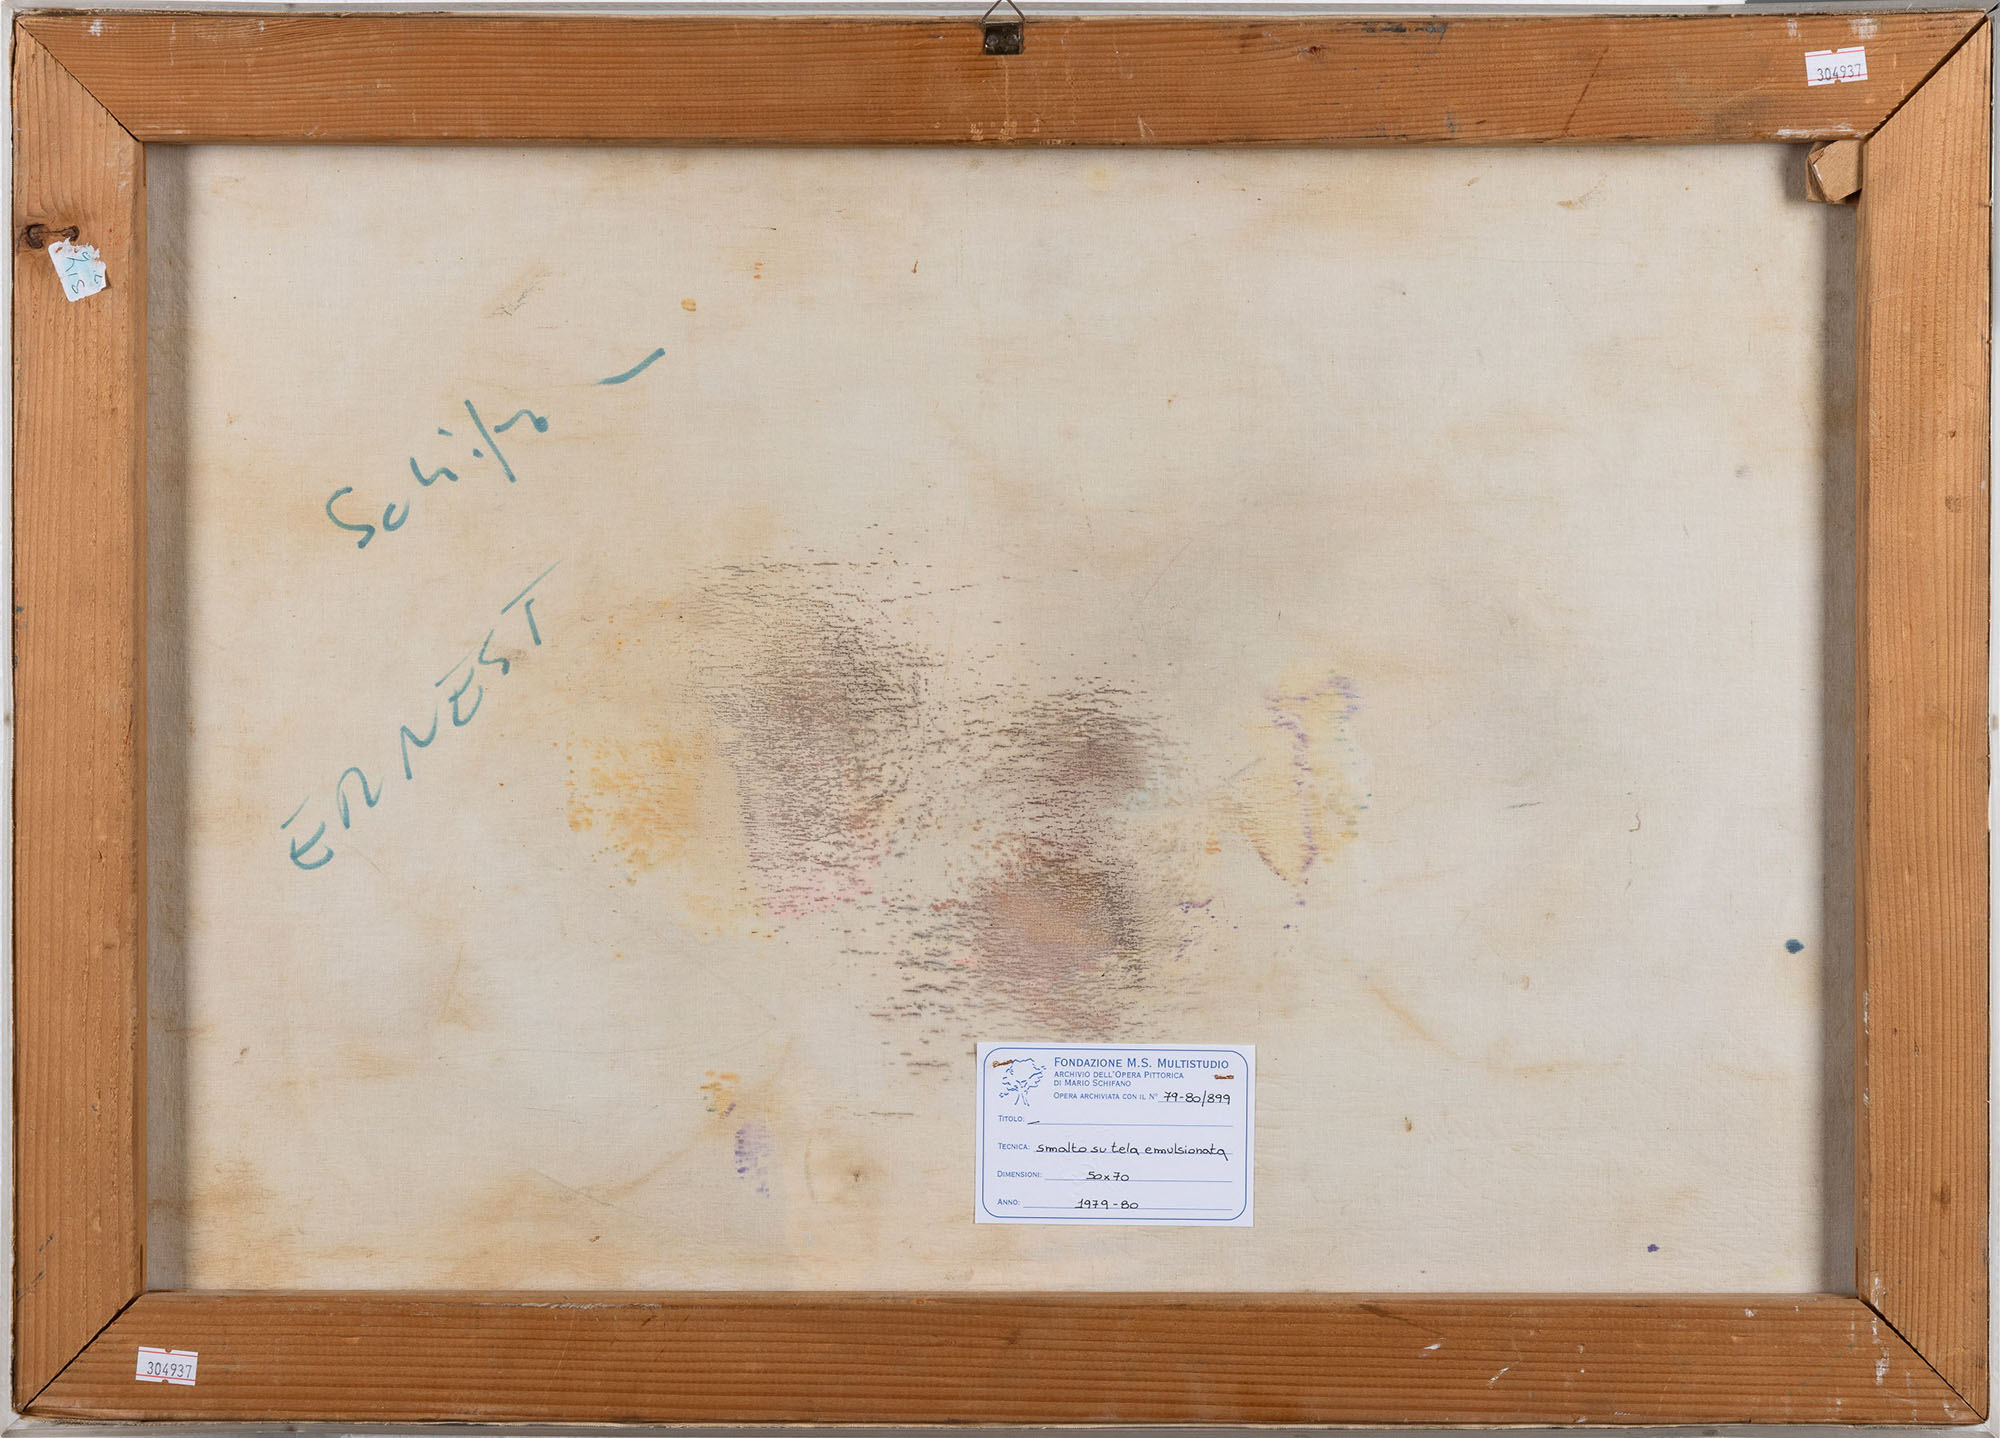 304937
Schifano
ERNEST
FONDAZIONE M.S. MULTISTUDIO
ARCHIVIO DELL'OPERA PITTORICA
DI MARIO SCHIFANO
OPERA ARCHIVIATA CON IL N° 79-80/899
TITOLO: —
TECNICA: smalto su tela emulsionata
DIMENSIONI: 50x70
ANNO: 1979-80
304937